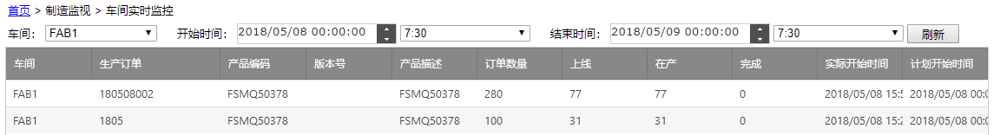 首页 > 制造监视 > 车间实时监控
车间: FAB1 开始时间: 2018/05/08 00:00:00 7:30 结束时间: 2018/05/09 00:00:00 7:30 刷新
车间 生产订单 产品编码 版本号 产品描述 订单数量 上线 在产 完成 实际开始时间 计划开始时间
FAB1 180508002 FSMQ50378 FSMQ50378 280 77 77 0 2018/05/08 15:5 2018/05/08 00:0
FAB1 1805 FSMQ50378 FSMQ50378 100 31 31 0 2018/05/08 15:2 2018/05/08 00:0